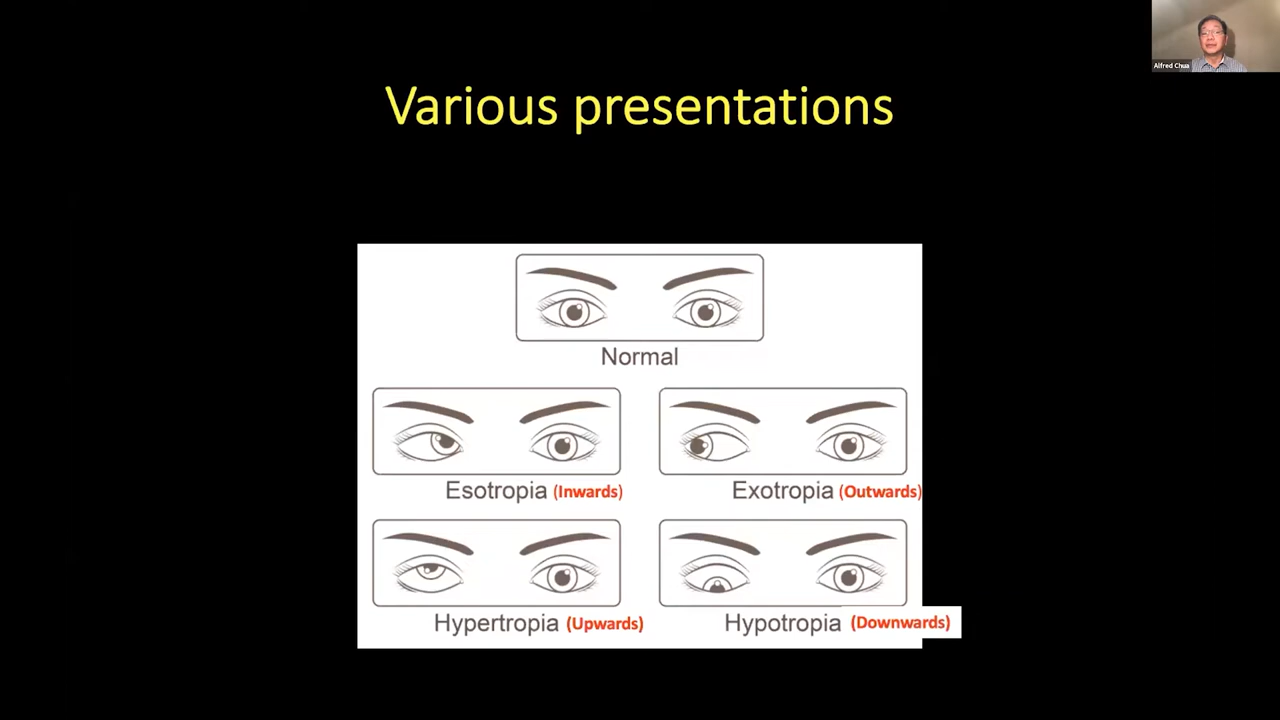 Alfred Chua
Various presentations
Normal
Esotropia (Inwards)
Exotropia (Outwards)
Hypertropia (Upwards)
Hypotropia (Downwards)